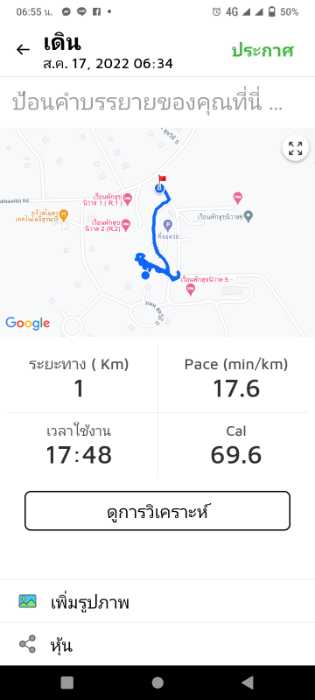 06:55 น.
4G
50%
เดิน
ส.ค. 17, 2022 06:34
ประกาศ
ป้อนคำบรรยายของคุณที่นี่ ...
Google
ระยะทาง ( Km)
Pace (min/km)
1
17.6
เวลาใช้งาน
Cal
17:48
69.6
ดูการวิเคราะห์
เพิ่มรูปภาพ
หุ้น